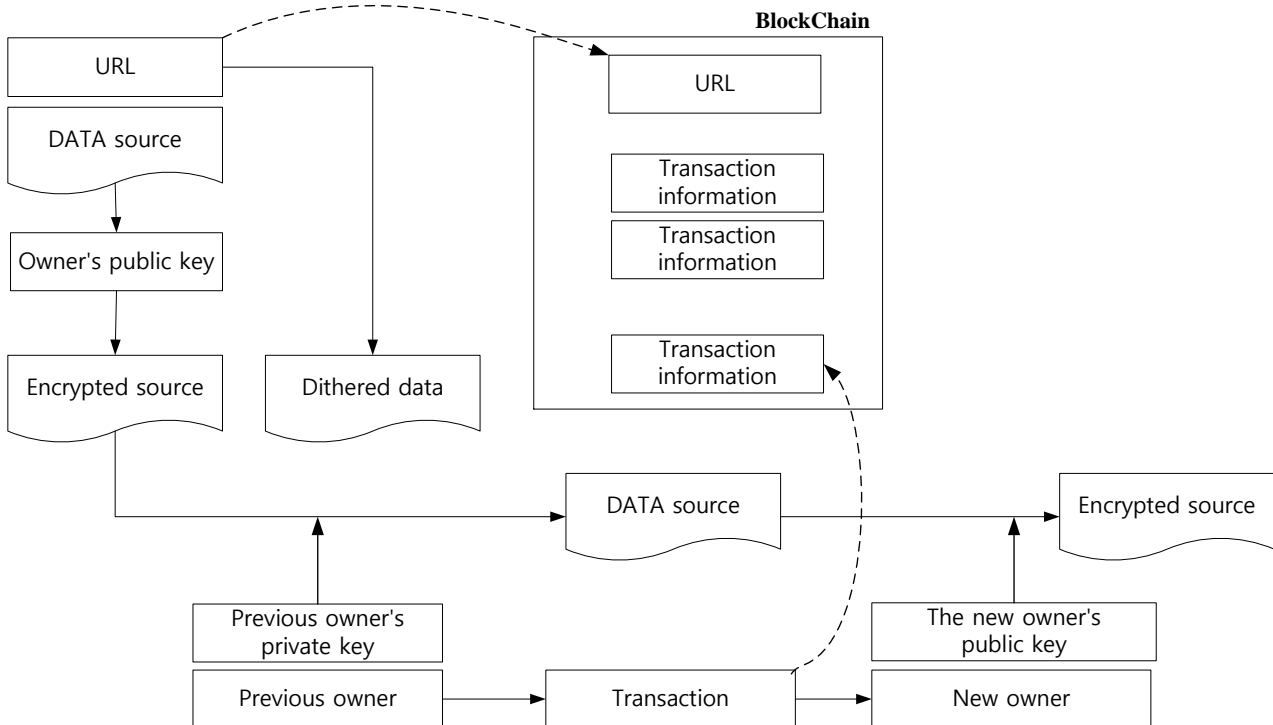 BlockChain
URL
URL
DATA source
Transaction
information
Owner's public key
Transaction
information
Encrypted source
Dithered data
Transaction
information
DATA source
Encrypted source
Previous owner's
private key
The new owner's
public key
Previous owner
Transaction
New owner